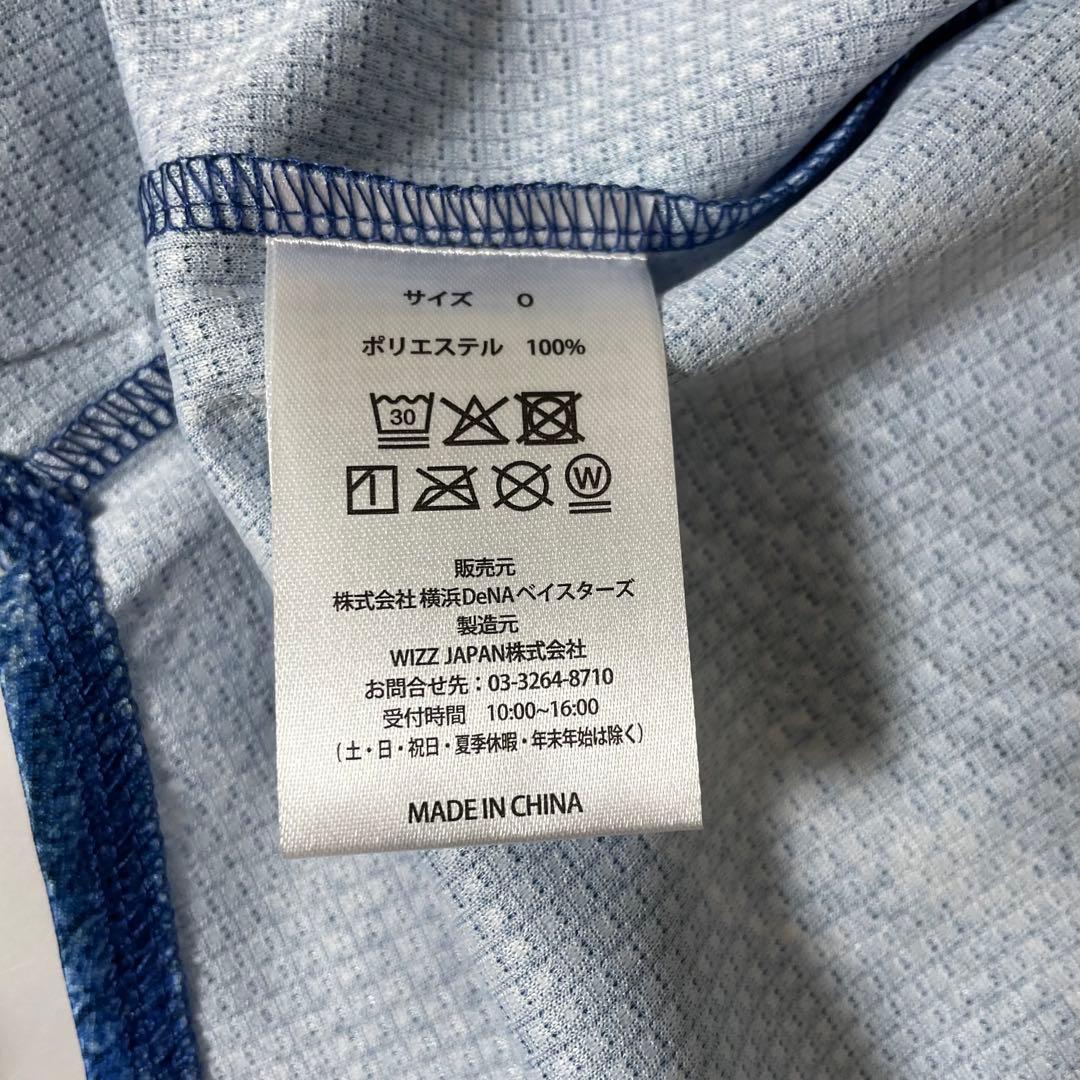 サイズ O
ポリエステル 100%
30
W
販売元
株式会社 横浜DeNAベイスターズ
製造元
WIZZ JAPAN株式会社
お問合せ先：03-3264-8710
受付時間 10:00~16:00
（土・日・祝日・夏季休暇・年末年始は除く）
MADE IN CHINA